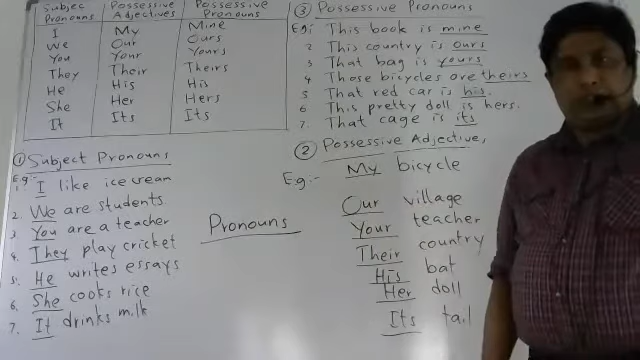 Subjec Pronouns Possessive Adjectives Possessive Pronouns
I My Mine
We Our Ours
You Your Yours
They Their Theirs
He His His
She Her Hers
It Its Its
① Subject Pronouns
E.g:-
1. I like ice cream
2. We are students
3. You are a teacher
4. They play cricket
5. He writes essays
6. She cooks rice
7. It drinks milk
Pronouns
③ Possessive Pronouns
Eg: This book is mine
2 This country is ours
3 That bag is yours
4 Those bicycles are theirs
5 That red car is his.
6 This pretty doll is hers.
7. That cage is its
② Possessive Adjective,
E.g:- My bicycle
Our village
Your teacher
Their country
His bat
Her doll
Its tail